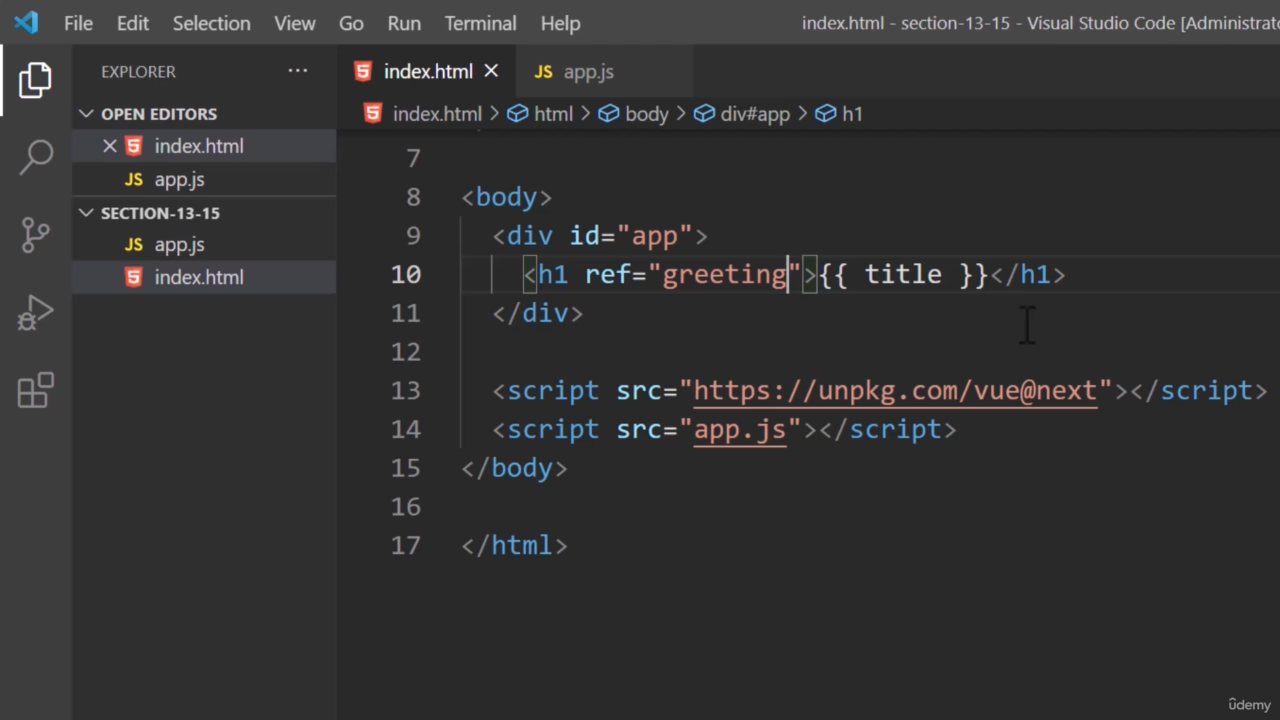 File Edit Selection View Go Run Terminal Help index.html - section-13-15 - Visual Studio Code [Administrat
EXPLORER ···
index.html × JS app.js
OPEN EDITORS
index.html > html > body > div#app > h1
× index.html
JS app.js
SECTION-13-15
JS app.js
index.html
7
8 <body>
9 <div id="app">
10 <h1 ref="greeting">{{ title }}</h1>
11 </div>
12
13 <script src="https://unpkg.com/vue@next"></script>
14 <script src="app.js"></script>
15 </body>
16
17 </html>
ûdemy